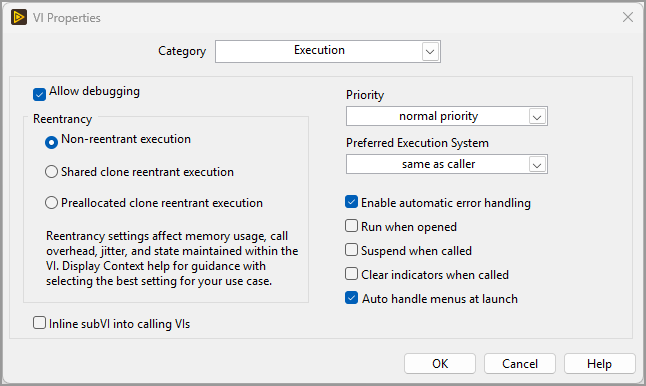 VI Properties
Category
Execution
Allow debugging
Reentrancy
Non-reentrant execution
Shared clone reentrant execution
Preallocated clone reentrant execution
Reentrancy settings affect memory usage, call
overhead, jitter, and state maintained within the
VI. Display Context help for guidance with
selecting the best setting for your use case.
Inline subVI into calling VIs
Priority
normal priority
Preferred Execution System
same as caller
Enable automatic error handling
Run when opened
Suspend when called
Clear indicators when called
Auto handle menus at launch
OK
Cancel
Help